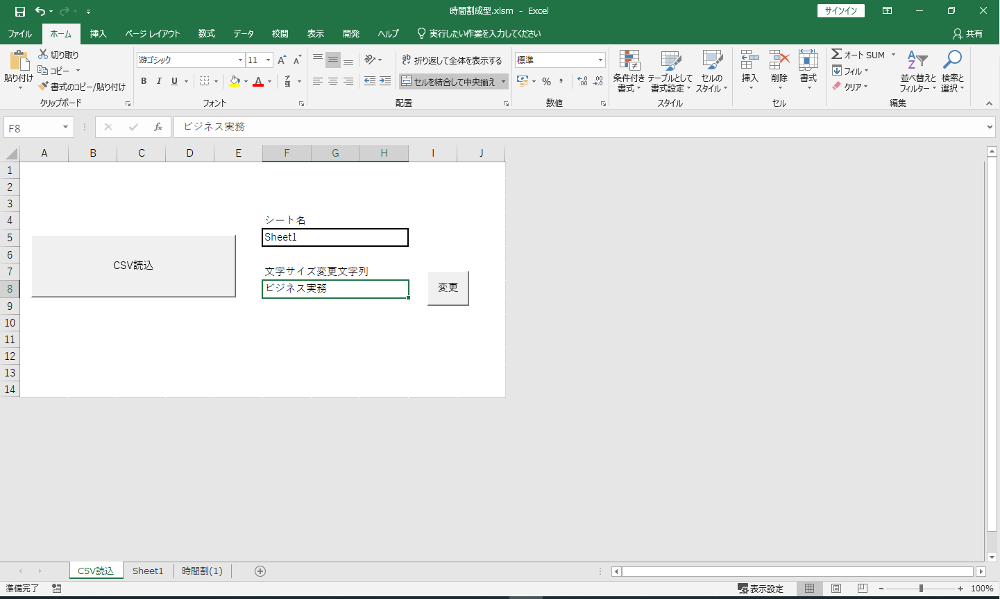 時間割成型.xlsm - Excel
サインイン
ファイル ホーム 挿入 ページ レイアウト 数式 データ 校閲 表示 開発 ヘルプ 実行したい作業を入力してください 共有
貼り付け
切り取り
コピー
書式のコピー/貼り付け
クリップボード
游ゴシック 11
B I U A
フォント
折り返して全体を表示する
セルを結合して中央揃え
配置
標準
% ,
数値
条件付き書式
テーブルとして書式設定
セルのスタイル
スタイル
挿入 削除 書式
セル
オート SUM
フィル
クリア
並べ替えとフィルター
検索と選択
編集
F8
fx
ビジネス実務
A B C D E F G H I J
1
2
3
4 シート名
5 Sheet1
6
CSV読込
7 文字サイズ変更文字列
8 ビジネス実務
変更
9
10
11
12
13
14
CSV読込 Sheet1 時間割(1)
準備完了
表示設定
100%